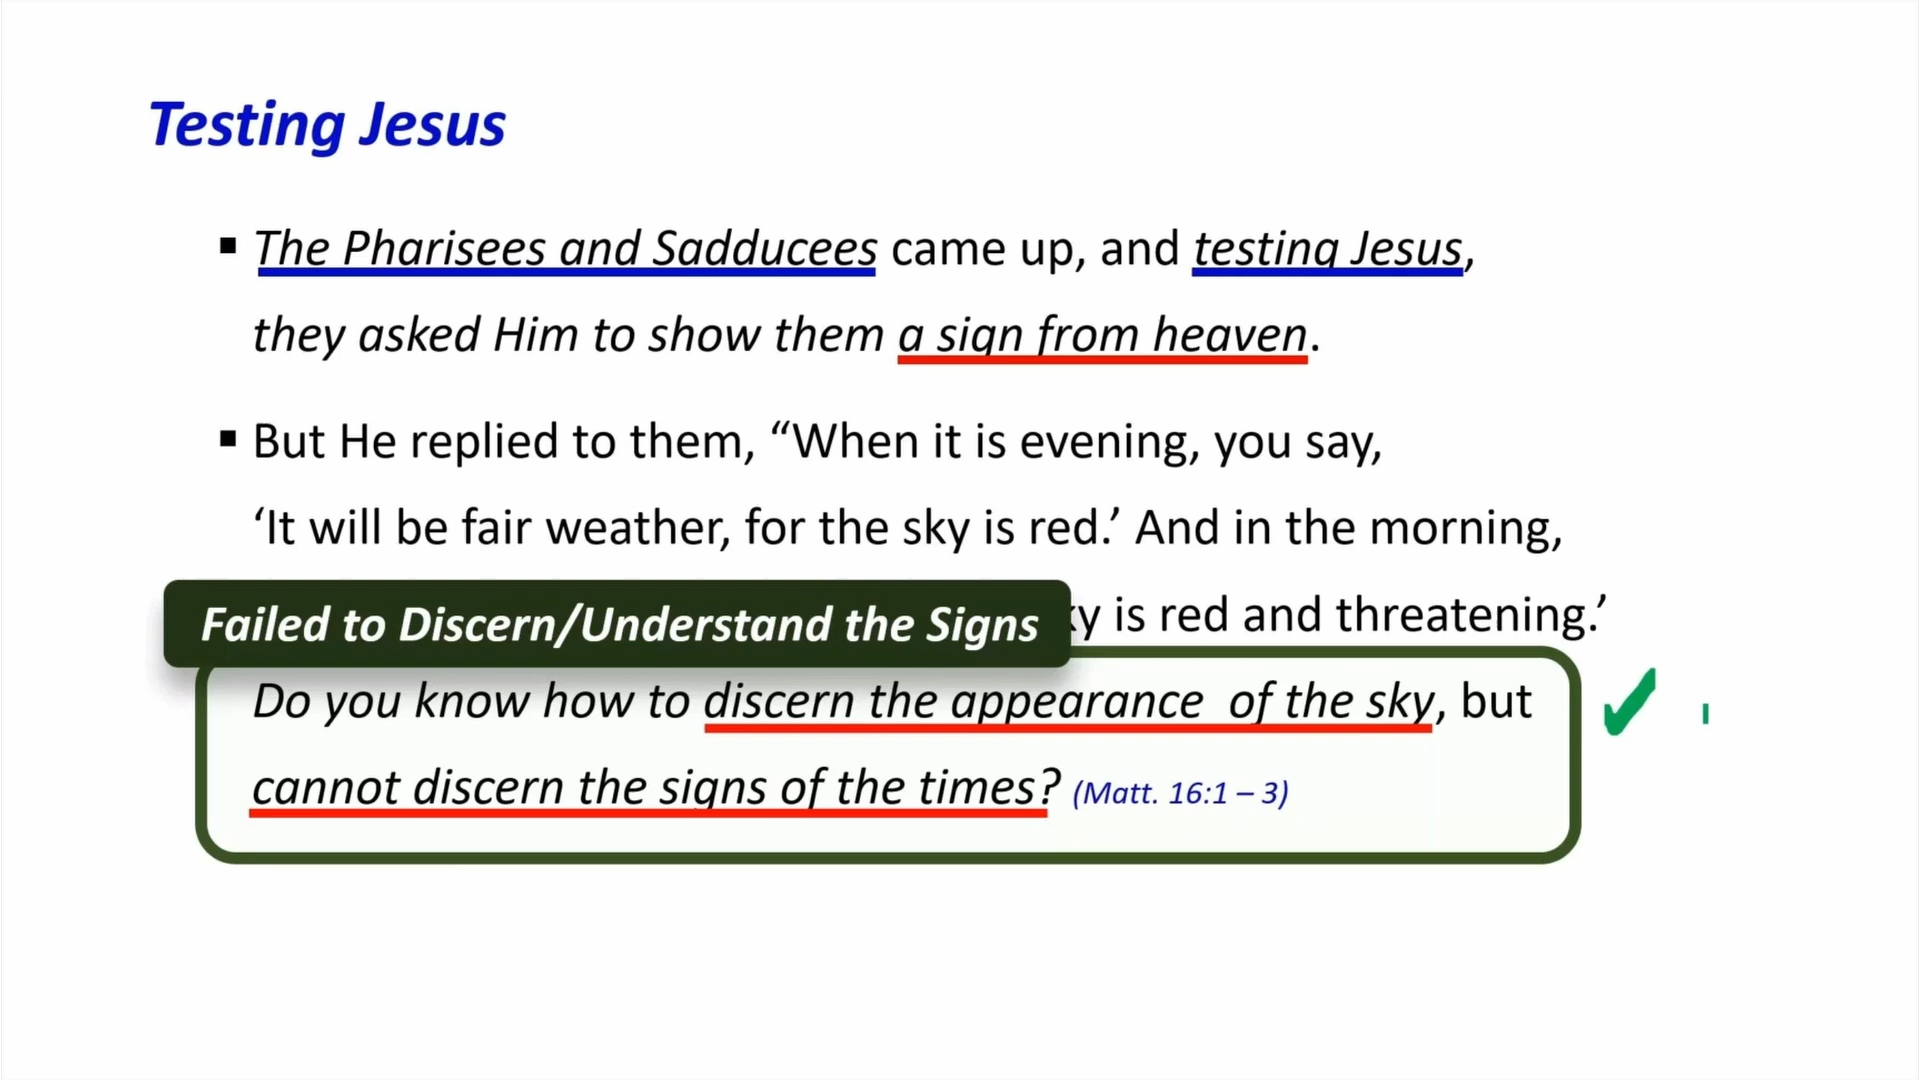 Testing Jesus
▪ The Pharisees and Sadducees came up, and testing Jesus,
they asked Him to show them a sign from heaven.
▪ But He replied to them, “When it is evening, you say,
‘It will be fair weather, for the sky is red.’ And in the morning,
Failed to Discern/Understand the Signs
is red and threatening.’
Do you know how to discern the appearance of the sky, but
cannot discern the signs of the times? (Matt. 16:1 – 3)